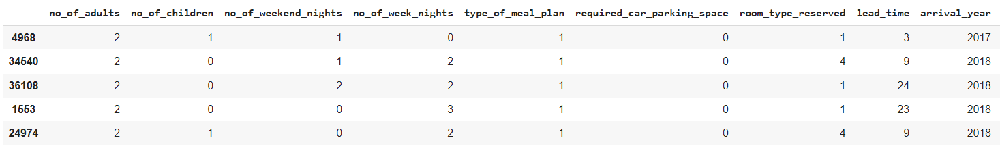 no_of_adults no_of_children no_of_weekend_nights no_of_week_nights type_of_meal_plan required_car_parking_space room_type_reserved lead_time arrival_year
4968 2 1 1 0 1 0 1 3 2017
34540 2 0 1 2 1 0 4 9 2018
36108 2 0 2 2 1 0 1 24 2018
1553 2 0 0 3 1 0 1 23 2018
24974 2 1 0 2 1 0 4 9 2018